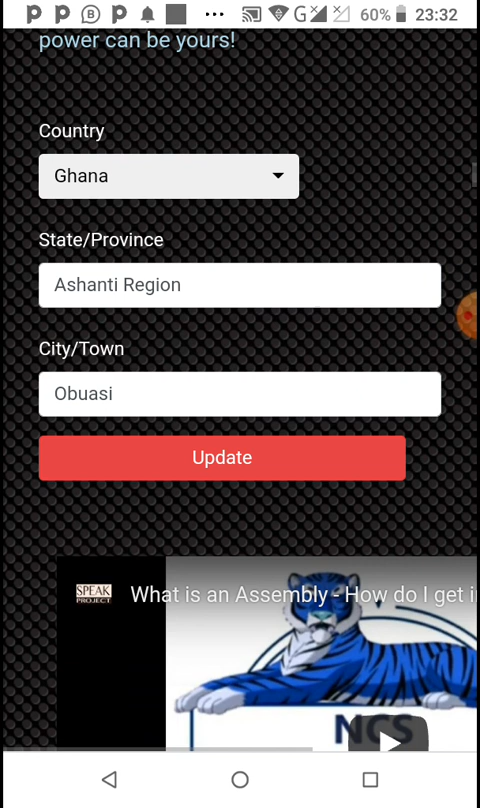 60% 23:32
power can be yours!
Country
Ghana
State/Province
Ashanti Region
City/Town
Obuasi
Update
SPEAK
PROJECT
What is an Assembly - How do I get i
NCS